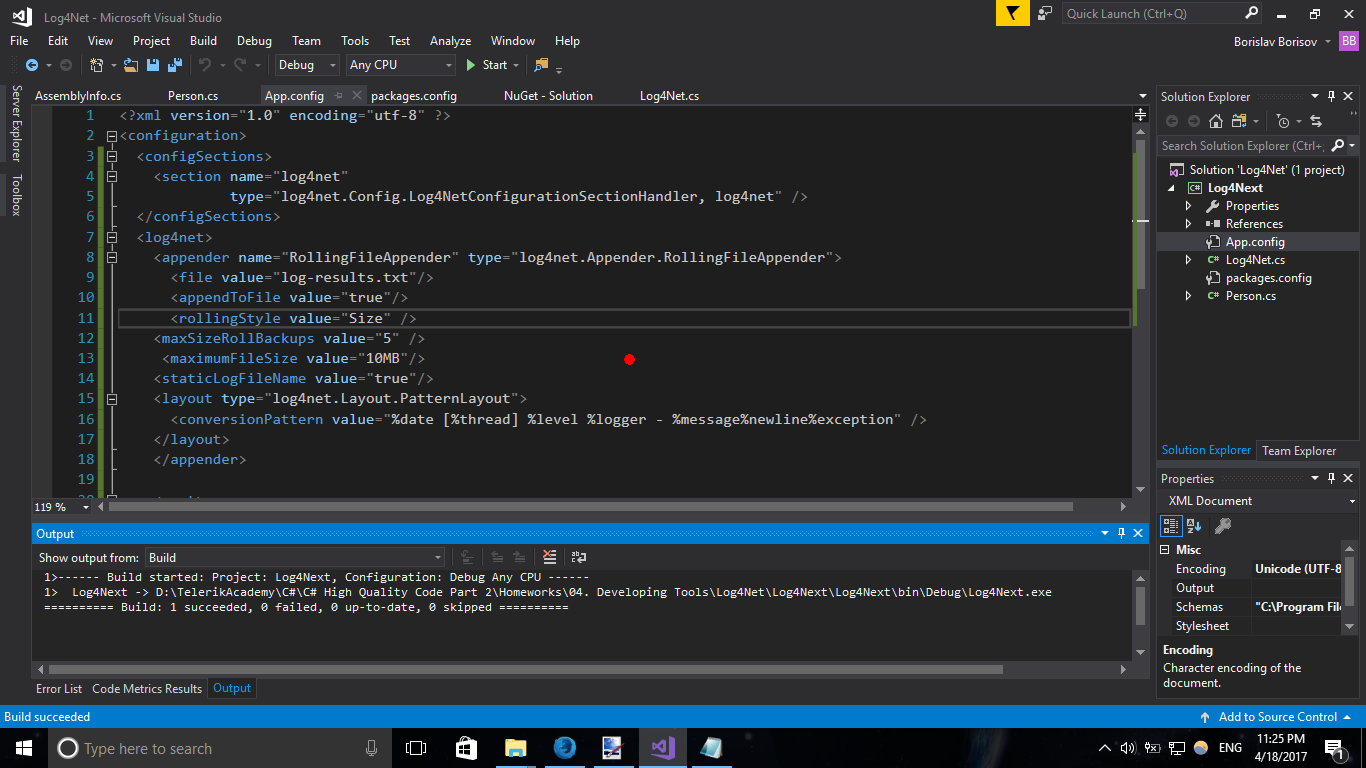 Log4Net - Microsoft Visual Studio
Quick Launch (Ctrl+Q)
File Edit View Project Build Debug Team Tools Test Analyze Window Help
Borislav Borisov BB
Debug Any CPU Start
Server Explorer
Toolbox
AssemblyInfo.cs Person.cs App.config packages.config NuGet - Solution Log4Net.cs
1 <?xml version="1.0" encoding="utf-8" ?>
2 <configuration>
3 <configSections>
4 <section name="log4net"
5 type="log4net.Config.Log4NetConfigurationSectionHandler, log4net" />
6 </configSections>
7 <log4net>
8 <appender name="RollingFileAppender" type="log4net.Appender.RollingFileAppender">
9 <file value="log-results.txt"/>
10 <appendToFile value="true"/>
11 <rollingStyle value="Size" />
12 <maxSizeRollBackups value="5" />
13 <maximumFileSize value="10MB"/>
14 <staticLogFileName value="true"/>
15 <layout type="log4net.Layout.PatternLayout">
16 <conversionPattern value="%date [%thread] %level %logger - %message%newline%exception" />
17 </layout>
18 </appender>
19
119 %
Solution Explorer
Search Solution Explorer (Ctrl+;
Solution 'Log4Net' (1 project)
C# Log4Next
Properties
References
App.config
C# Log4Net.cs
packages.config
C# Person.cs
Solution Explorer Team Explorer
Properties
XML Document
Misc
Encoding Unicode (UTF-8
Output
Schemas "C:\Program File
Stylesheet
Encoding
Character encoding of the
document.
Output
Show output from: Build
1>------ Build started: Project: Log4Next, Configuration: Debug Any CPU ------
1> Log4Next -> D:\TelerikAcademy\C#\C# High Quality Code Part 2\Homeworks\04. Developing Tools\Log4Net\Log4Next\Log4Next\bin\Debug\Log4Next.exe
========== Build: 1 succeeded, 0 failed, 0 up-to-date, 0 skipped ==========
Error List Code Metrics Results Output
Build succeeded
Add to Source Control
Type here to search
ENG
11:25 PM
4/18/2017
1